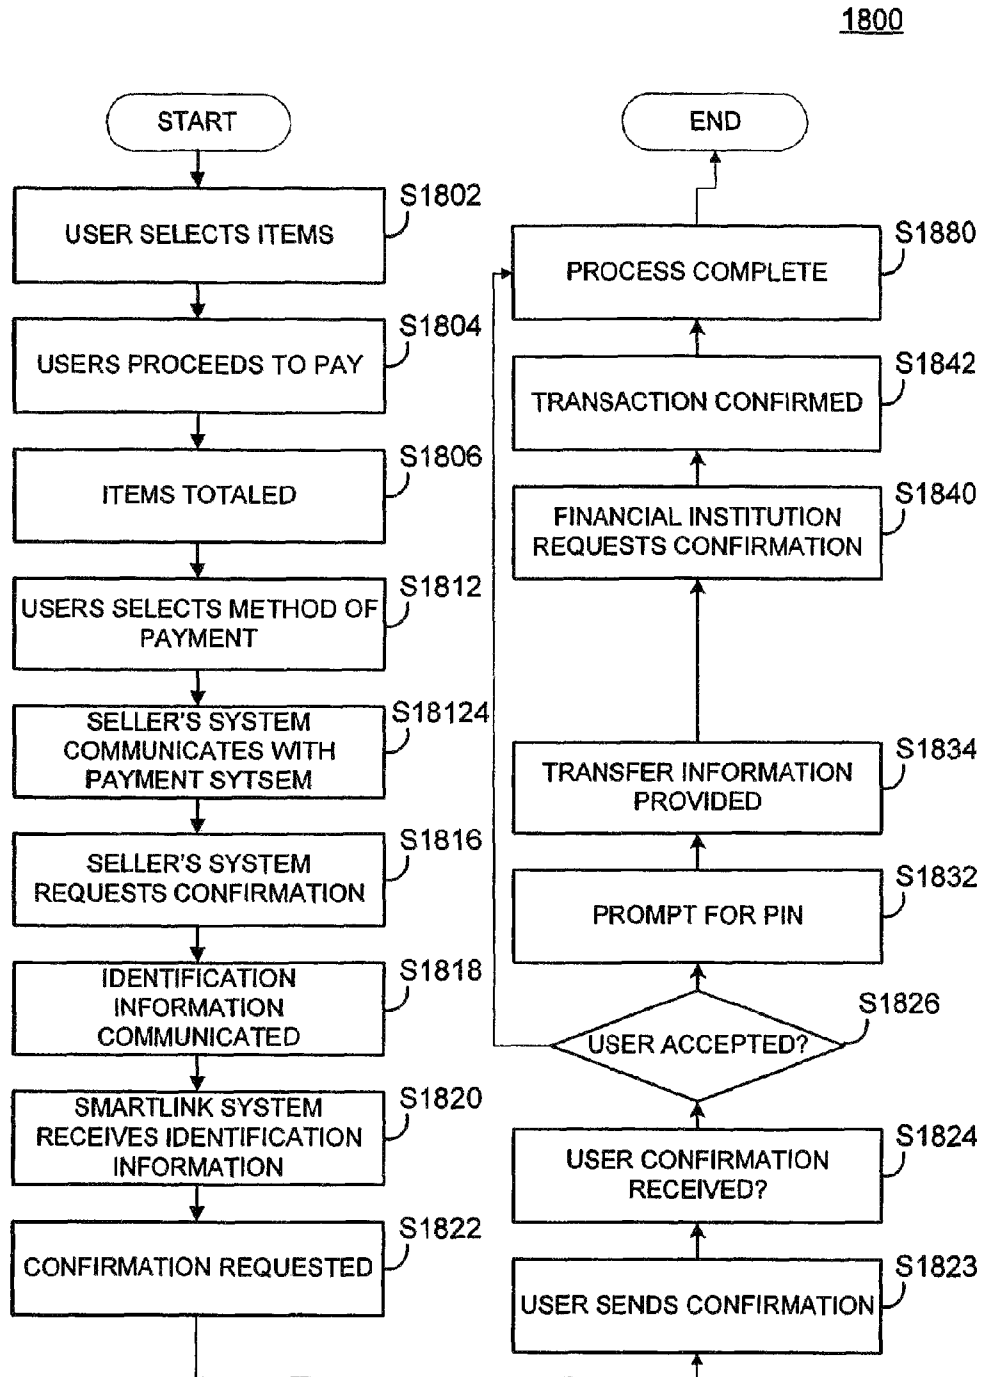 1800
START
S1802
USER SELECTS ITEMS
S1804
USERS PROCEEDS TO PAY
S1806
ITEMS TOTALED
S1812
USERS SELECTS METHOD OF
PAYMENT
S18124
SELLER'S SYSTEM
COMMUNICATES WITH
PAYMENT SYTSEM
S1816
SELLER'S SYSTEM
REQUESTS CONFIRMATION
S1818
IDENTIFICATION
INFORMATION
COMMUNICATED
S1820
SMARTLINK SYSTEM
RECEIVES IDENTIFICATION
INFORMATION
S1822
CONFIRMATION REQUESTED
END
S1880
PROCESS COMPLETE
S1842
TRANSACTION CONFIRMED
S1840
FINANCIAL INSTITUTION
REQUESTS CONFIRMATION
S1834
TRANSFER INFORMATION
PROVIDED
S1832
PROMPT FOR PIN
S1826
USER ACCEPTED?
S1824
USER CONFIRMATION
RECEIVED?
S1823
USER SENDS CONFIRMATION